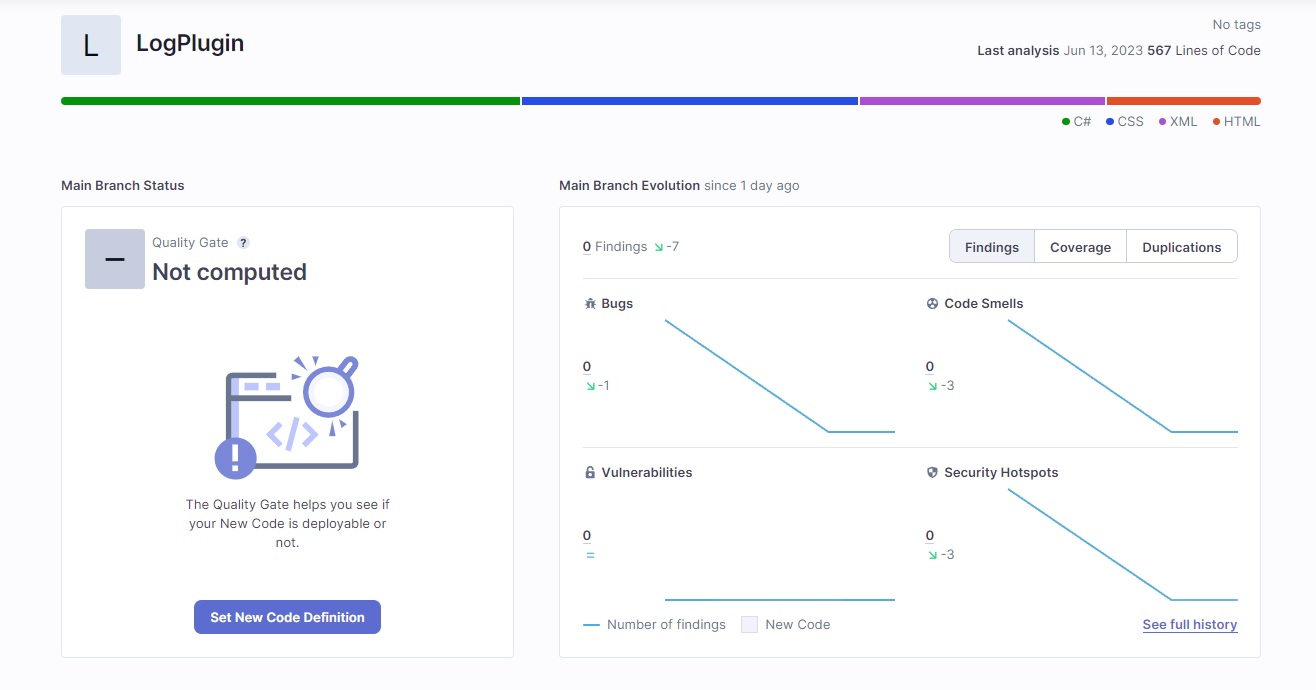 L
LogPlugin
No tags
Last analysis Jun 13, 2023 567 Lines of Code
C# CSS XML HTML
Main Branch Status
Quality Gate ?
Not computed
The Quality Gate helps you see if
your New Code is deployable or
not.
Set New Code Definition
Main Branch Evolution since 1 day ago
0 Findings -7
Findings Coverage Duplications
Bugs
0
-1
Code Smells
0
-3
Vulnerabilities
0
=
Security Hotspots
0
-3
Number of findings New Code
See full history